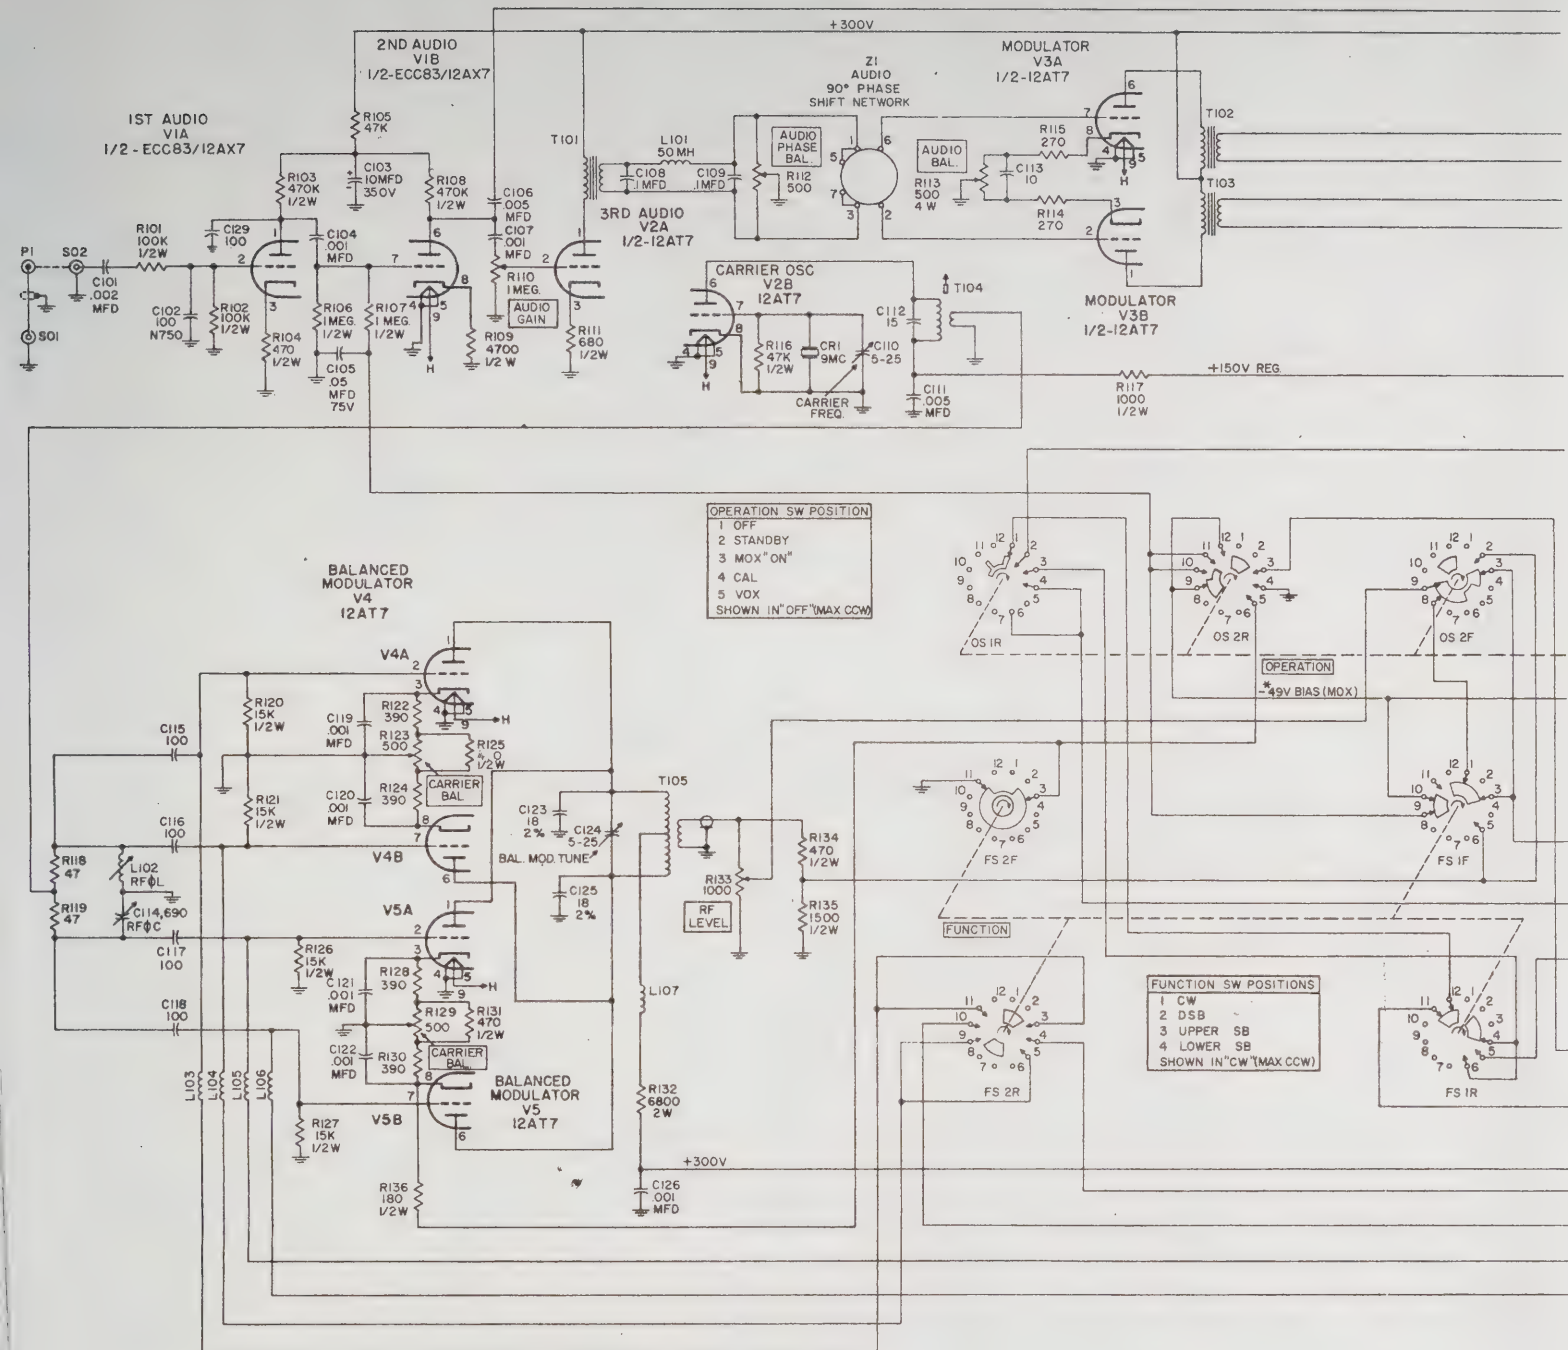 +300V
2ND AUDIO
V1B
1/2-ECC83/12AX7
MODULATOR
V3A
1/2-12AT7
Z1
AUDIO
90° PHASE
SHIFT NETWORK
1ST AUDIO
V1A
1/2-ECC83/12AX7
R105
47K
T101
L101
50MH
AUDIO
PHASE
BAL.
R112
500
AUDIO
BAL.
R113
500
4W
R115
270
C113
10
R114
270
T102
T103
R103
470K
1/2W
C103
10MFD
350V
R108
470K
1/2W
C106
.005
MFD
C107
.001
MFD
C108
.1MFD
C109
.1MFD
3RD AUDIO
V2A
1/2-12AT7
P1
SO2
SO1
C101
.002
MFD
R101
100K
1/2W
C129
100
C104
.001
MFD
C102
100
N750
R102
100K
1/2W
R104
470
1/2W
R106
1MEG.
1/2W
R107
1 MEG.
1/2W
C105
.05
MFD
75V
R109
4700
1/2 W
R110
1MEG.
AUDIO
GAIN
R111
680
1/2W
H
CARRIER OSC
V2B
12AT7
R116
47K
1/2W
CR1
9MC
C110
5-25
CARRIER
FREQ.
C112
15
T104
C111
.005
MFD
MODULATOR
V3B
1/2-12AT7
H
H
R117
1000
1/2W
+150V REG.
OPERATION SW POSITION
1 OFF
2 STANDBY
3 MOX"ON"
4 CAL
5 VOX
SHOWN IN"OFF"(MAX CCW)
OS 1R
OS 2R
OS 2F
OPERATION
*
-49V BIAS (MOX)
BALANCED
MODULATOR
V4
12AT7
V4A
R120
15K
1/2W
C119
.001
MFD
R122
390
R123
500
R125
1/2W
H
CARRIER
BAL
R124
390
C120
.001
MFD
R121
15K
1/2W
C115
100
C116
100
V4B
R118
47
L102
RFΦL
R119
47
C114,690
RFΦC
C117
100
C118
100
V5A
R126
15K
1/2W
C121
.001
MFD
R128
390
H
R129
500
R131
470
1/2W
CARRIER
BAL.
C122
.001
MFD
R130
390
BALANCED
MODULATOR
V5
12AT7
V5B
R127
15K
1/2W
L103
L104
L105
L106
R136
180
1/2W
C123
18
2%
C124
5-25
BAL. MOD. TUNE
C125
18
2%
T105
R133
1000
RF
LEVEL
R134
470
1/2W
R135
1500
1/2W
L107
R132
6800
2W
+300V
C126
.001
MFD
FS 2F
FS 1F
FUNCTION
FUNCTION SW POSITIONS
1 CW
2 DSB
3 UPPER SB
4 LOWER SB
SHOWN IN"CW"(MAX CCW)
FS 2R
FS 1R